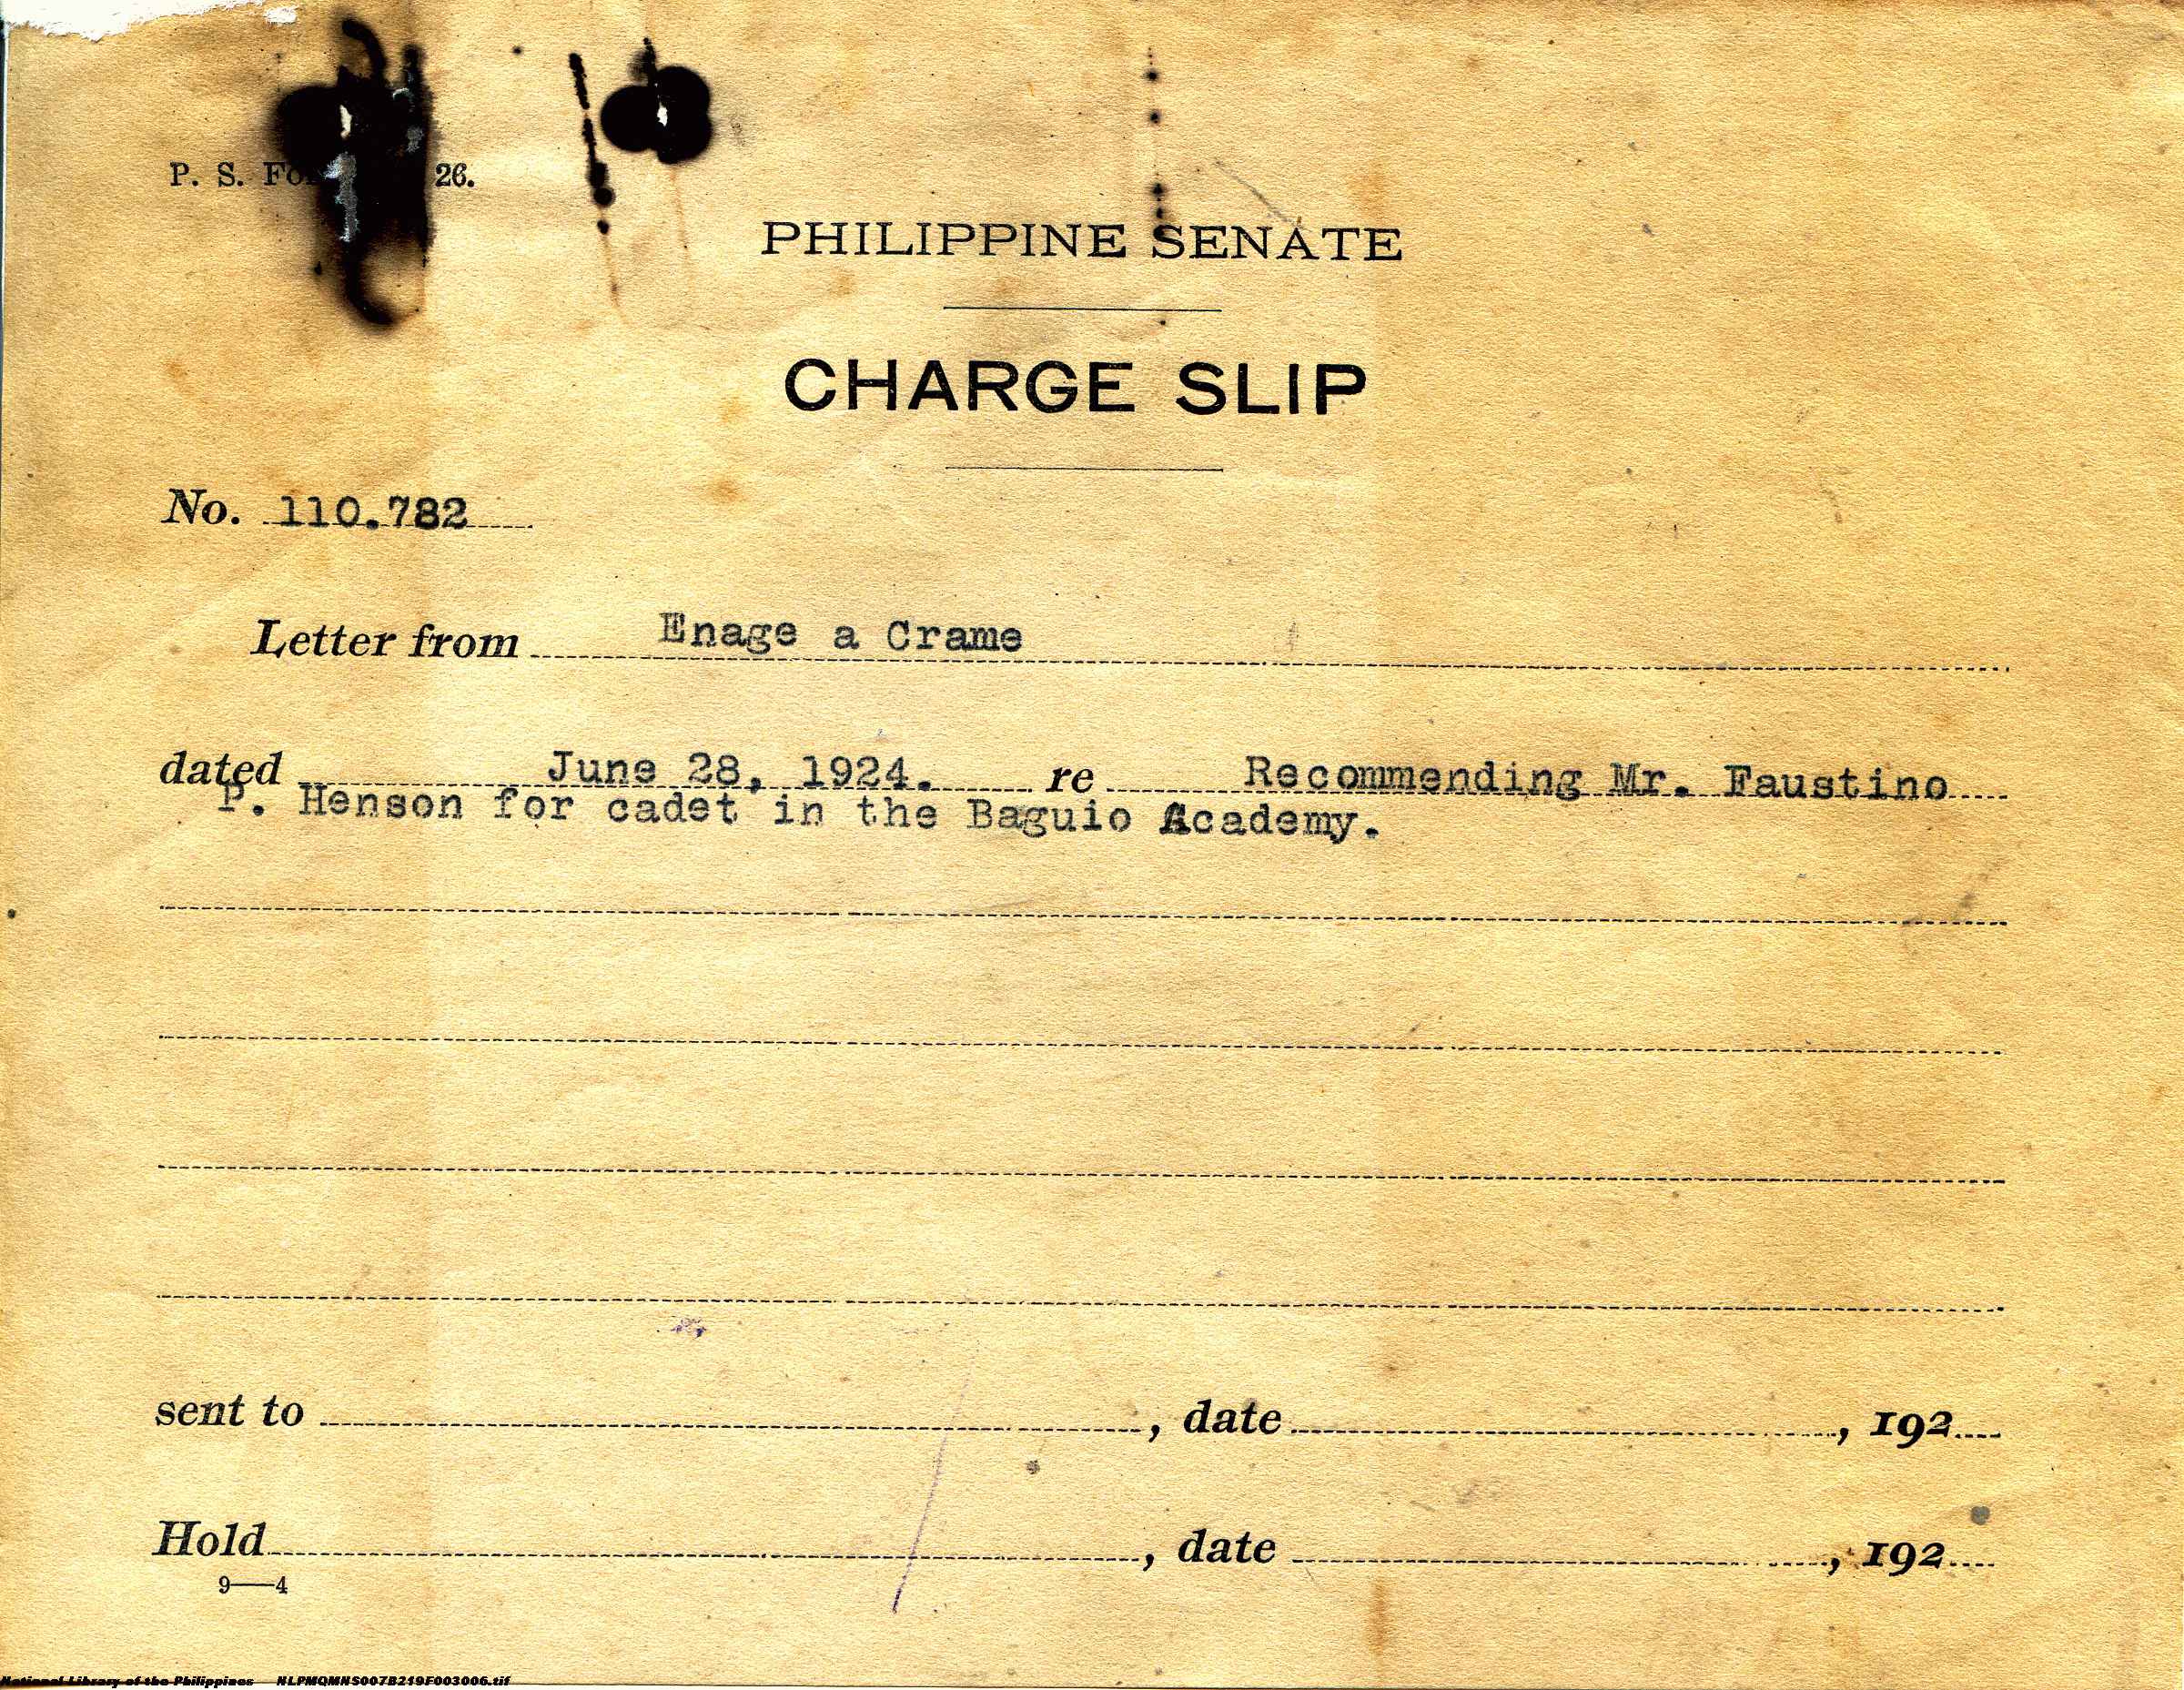 P. S. Fo 26.
PHILIPPINE SENATE
CHARGE SLIP
No. 110.782
Letter from Enage a Crame
dated June 28, 1924. re Recommending Mr. Faustino
P. Henson for cadet in the Baguio Academy.
sent to , date , 192
Hold , date , 192
9—4
National Library of the Philippines NLPMQMNS007B219F003006.tif